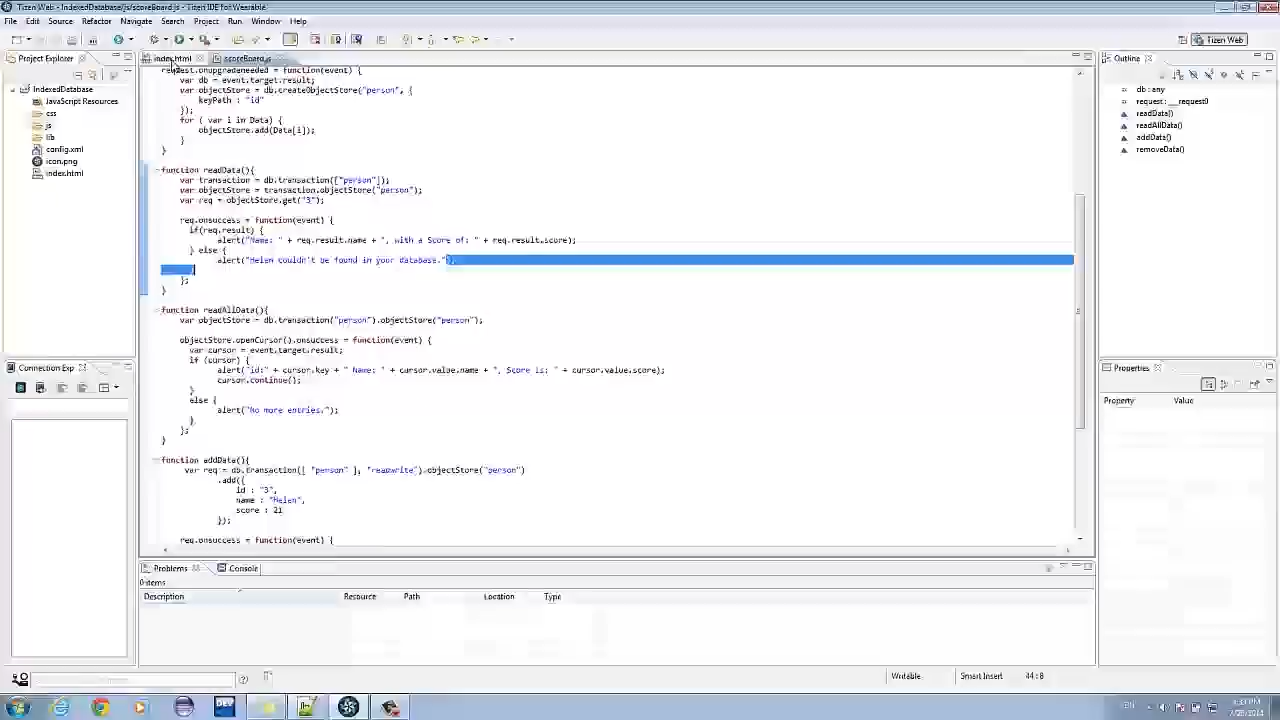 Tizen Web - IndexedDatabase/js/scoreBoard.js - Tizen IDE for Wearable
File Edit Source Refactor Navigate Search Project Run Window Help
Tizen Web
Project Explorer
index.html
scoreBoard.js
Outline
IndexedDatabase
JavaScript Resources
css
js
lib
config.xml
icon.png
index.html
request.onupgradeneeded = function(event) {
var db = event.target.result;
var objectStore = db.createObjectStore("person", {
keyPath : "id"
});
for ( var i in Data) {
objectStore.add(Data[i]);
}
}
function readData(){
var transaction = db.transaction(["person"]);
var objectStore = transaction.objectStore("person");
var req = objectStore.get("3");
req.onsuccess = function(event) {
if(req.result) {
alert("Name: " + req.result.name + ", with a Score of: " + req.result.score);
} else {
alert("Helen couldn't be found in your database.");
}
};
}
function readAllData(){
var objectStore = db.transaction("person").objectStore("person");
objectStore.openCursor().onsuccess = function(event) {
var cursor = event.target.result;
if (cursor) {
alert("id:" + cursor.key + " Name: " + cursor.value.name + ", Score is: " + cursor.value.score);
cursor.continue();
}
else {
alert("No more entries.");
}
};
}
function addData(){
var req = db.transaction([ "person" ], "readwrite").objectStore("person")
.add({
id : "3",
name : "Helen",
score : 21
});
req.onsuccess = function(event) {
db : any
request : __request0
readData()
readAllData()
addData()
removeData()
Connection Exp
Properties
Property Value
Problems
Console
0 items
Description Resource Path Location Type
Writable Smart Insert 44 : 8
DEV
EN
7/28/2014